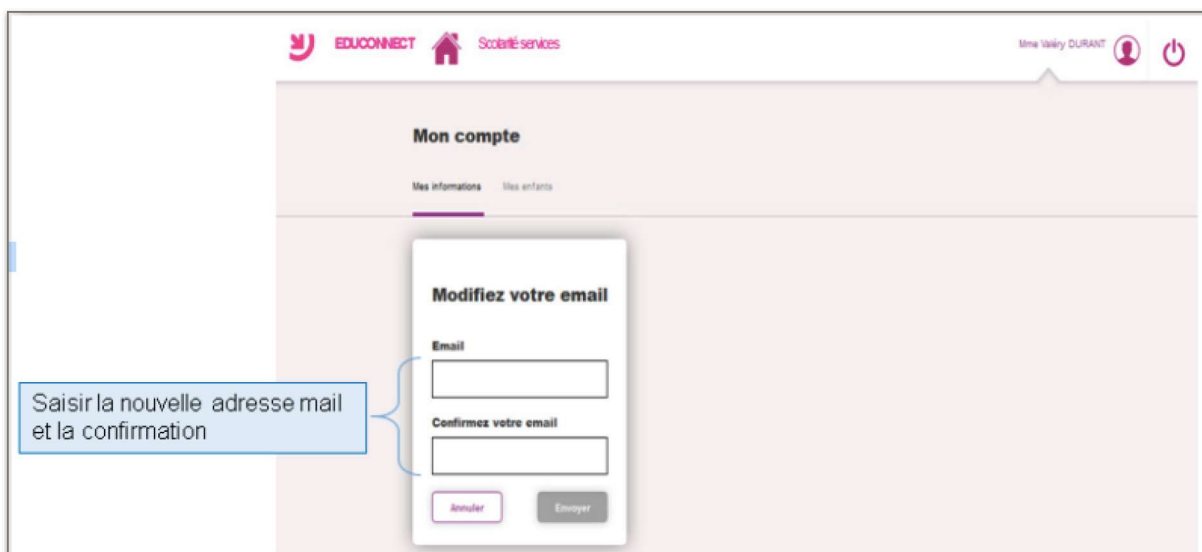 EDUCONNECT Scolarité services Mme Valéry DURANT
Mon compte
Mes informations Mes enfants
Modifiez votre email
Email
Saisir la nouvelle adresse mail
et la confirmation
Confirmez votre email
Annuler Envoyer